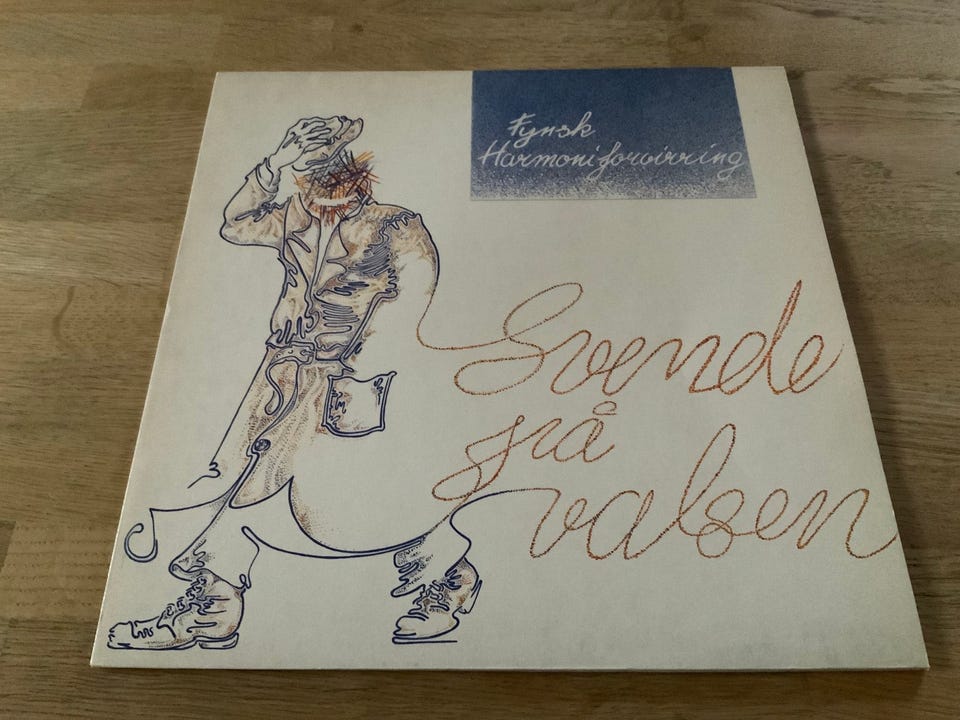 Fynsk
Harmoniforvirring
Svende
på
valsen